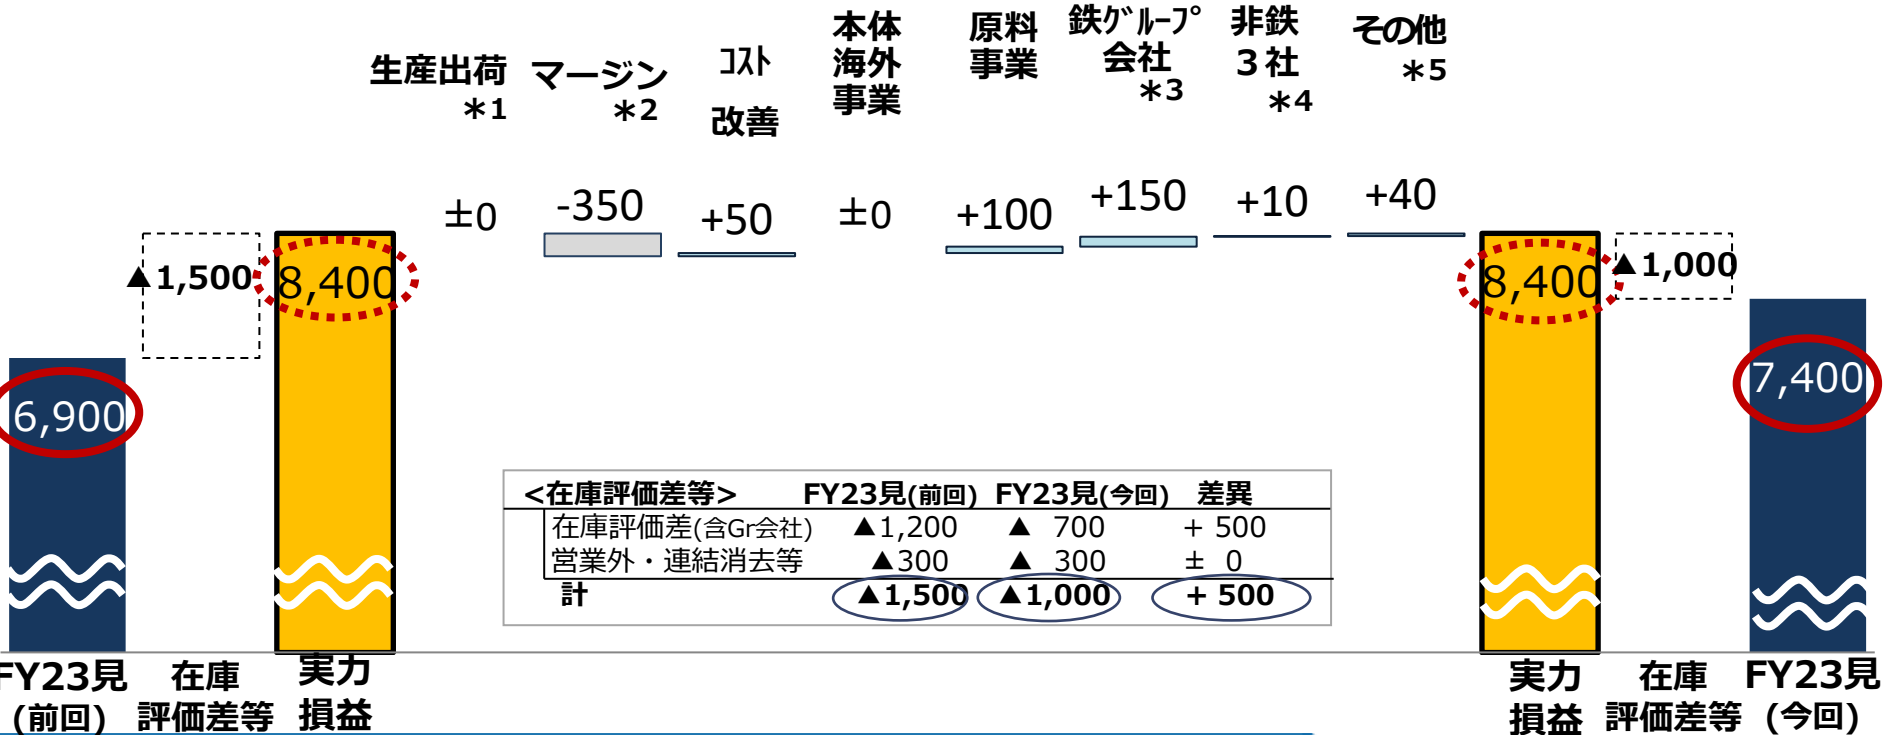 生産出荷
＊1
マージン
＊2
ｺｽﾄ
改善
本体
海外
事業
原料
事業
鉄ｸﾞﾙｰﾌﾟ
会社
＊3
非鉄
３社
＊4
その他
＊5
±0
-350
+50
±0
+100
+150
+10
+40
▲1,500
8,400
6,900
8,400
▲1,000
7,400
<在庫評価差等> FY23見(前回) FY23見(今回) 差異
在庫評価差(含Gr会社) ▲1,200 ▲ 700 + 500
営業外・連結消去等 ▲300 ▲ 300 ± 0
計 ▲1,500 ▲1,000 + 500
FY23見
(前回)
在庫
評価差等
実力
損益
実力
損益
在庫
評価差等
FY23見
(今回)